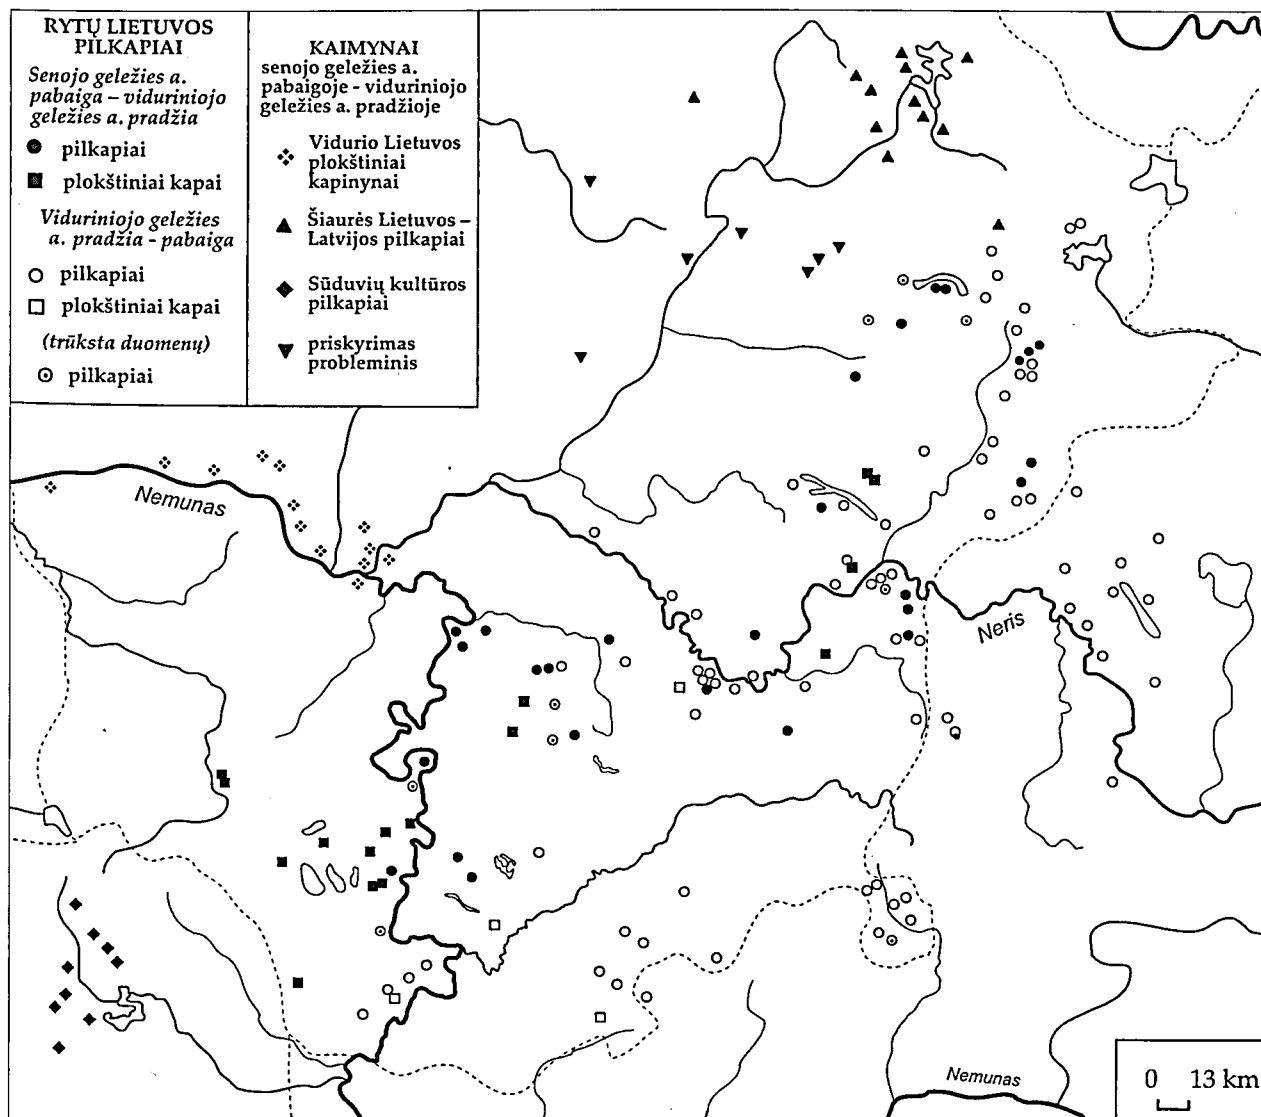 RYTŲ LIETUVOS
PILKAPIAI
Senojo geležies a.
pabaiga – viduriniojo
geležies a. pradžia
pilkapiai
plokštiniai kapai
Viduriniojo geležies
a. pradžia - pabaiga
pilkapiai
plokštiniai kapai
(trūksta duomenų)
pilkapiai
KAIMYNAI
senojo geležies a.
pabaigoje - viduriniojo
geležies a. pradžioje
Vidurio Lietuvos
plokštiniai
kapinynai
Šiaurės Lietuvos –
Latvijos pilkapiai
Sūduvių kultūros
pilkapiai
priskyrimas
probleminis
Nemunas
Neris
Nemunas
0 13 km